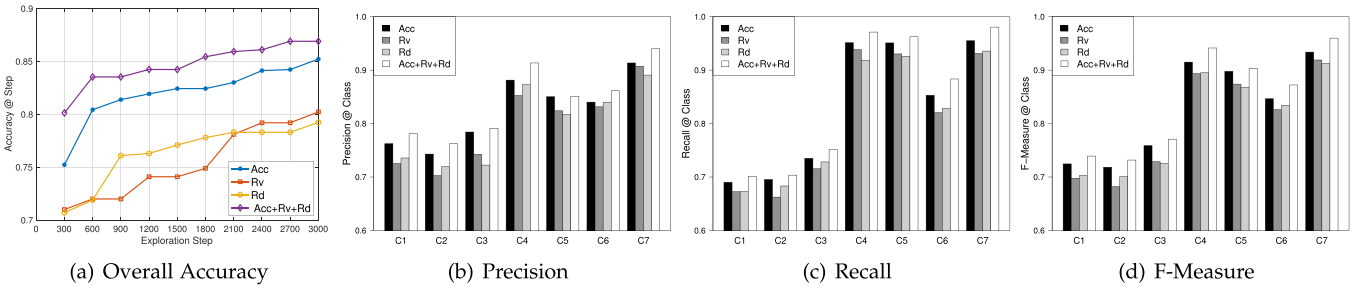 0.9
0.85
0.8
0.75
0.7
Accuracy @ Step
0 300 600 900 1200 1500 1800 2100 2400 2700 3000
Exploration Step
Acc
Rv
Rd
Acc+Rv+Rd
(a) Overall Accuracy
1.0
0.9
0.8
0.7
0.6
Precision @ Class
Acc
Rv
Rd
Acc+Rv+Rd
C1 C2 C3 C4 C5 C6 C7
(b) Precision
1.0
0.9
0.8
0.7
0.6
Recall @ Class
Acc
Rv
Rd
Acc+Rv+Rd
C1 C2 C3 C4 C5 C6 C7
(c) Recall
1.0
0.9
0.8
0.7
0.6
F−Measure @ Class
Acc
Rv
Rd
Acc+Rv+Rd
C1 C2 C3 C4 C5 C6 C7
(d) F-Measure